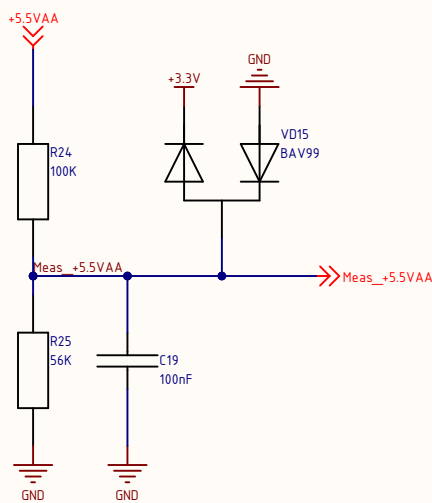 +5.5VAA
GND
+3.3V
VD15
BAV99
R24
100K
Meas_+5.5VAA
Meas_+5.5VAA
R25
56K
C19
100nF
GND
GND